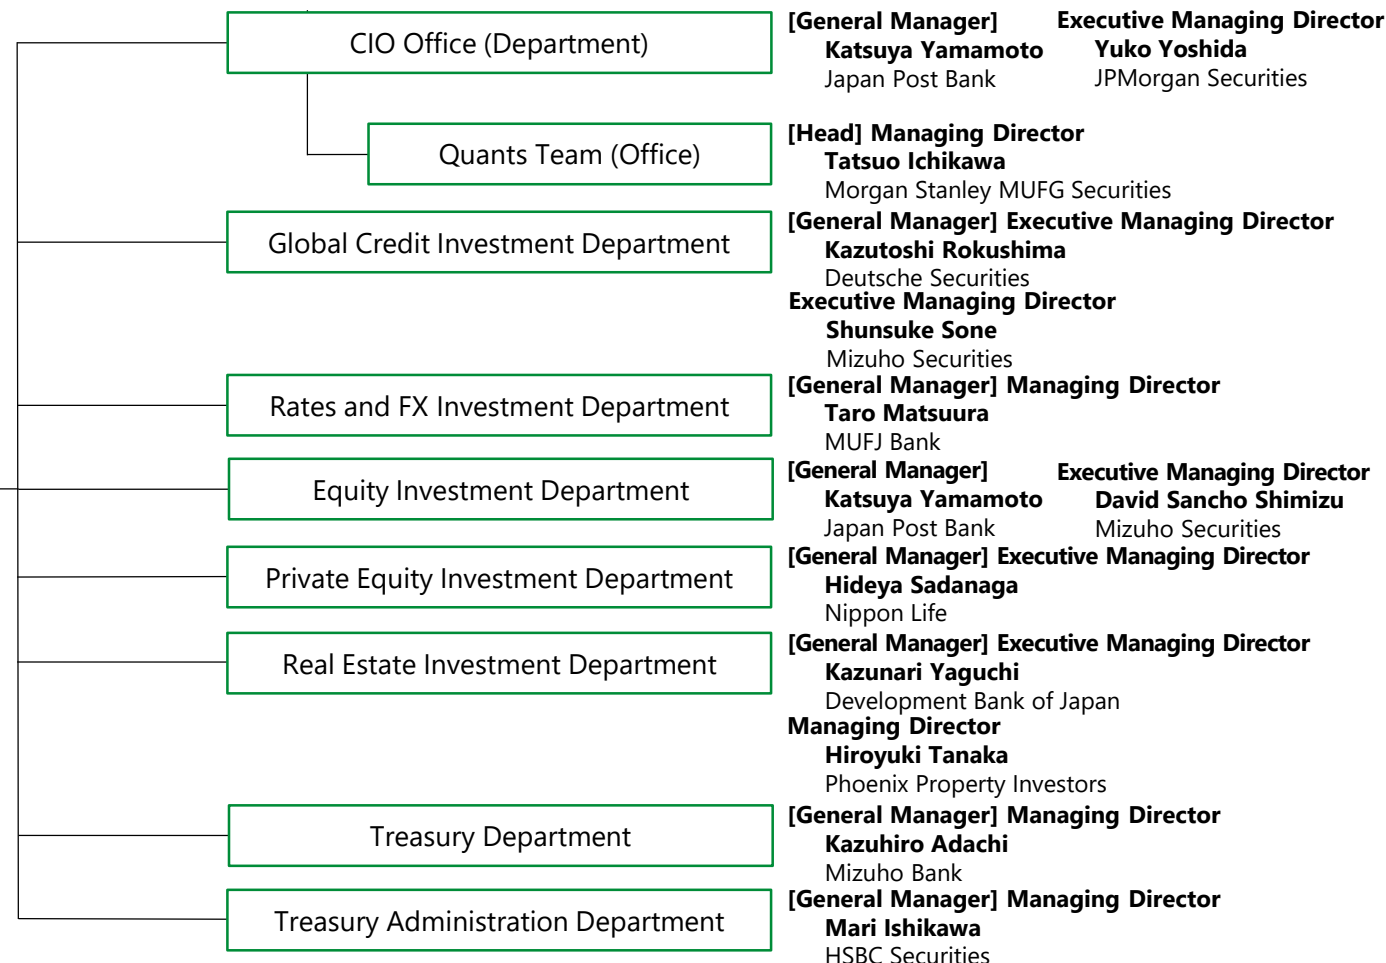 CIO Office (Department)
[General Manager] Executive Managing Director
Katsuya Yamamoto Yuko Yoshida
Japan Post Bank JPMorgan Securities
Quants Team (Office)
[Head] Managing Director
Tatsuo Ichikawa
Morgan Stanley MUFG Securities
Global Credit Investment Department
[General Manager] Executive Managing Director
Kazutoshi Rokushima
Deutsche Securities
Executive Managing Director
Shunsuke Sone
Mizuho Securities
Rates and FX Investment Department
[General Manager] Managing Director
Taro Matsuura
MUFJ Bank
Equity Investment Department
[General Manager] Executive Managing Director
Katsuya Yamamoto David Sancho Shimizu
Japan Post Bank Mizuho Securities
Private Equity Investment Department
[General Manager] Executive Managing Director
Hideya Sadanaga
Nippon Life
Real Estate Investment Department
[General Manager] Executive Managing Director
Kazunari Yaguchi
Development Bank of Japan
Managing Director
Hiroyuki Tanaka
Phoenix Property Investors
Treasury Department
[General Manager] Managing Director
Kazuhiro Adachi
Mizuho Bank
Treasury Administration Department
[General Manager] Managing Director
Mari Ishikawa
HSBC Securities